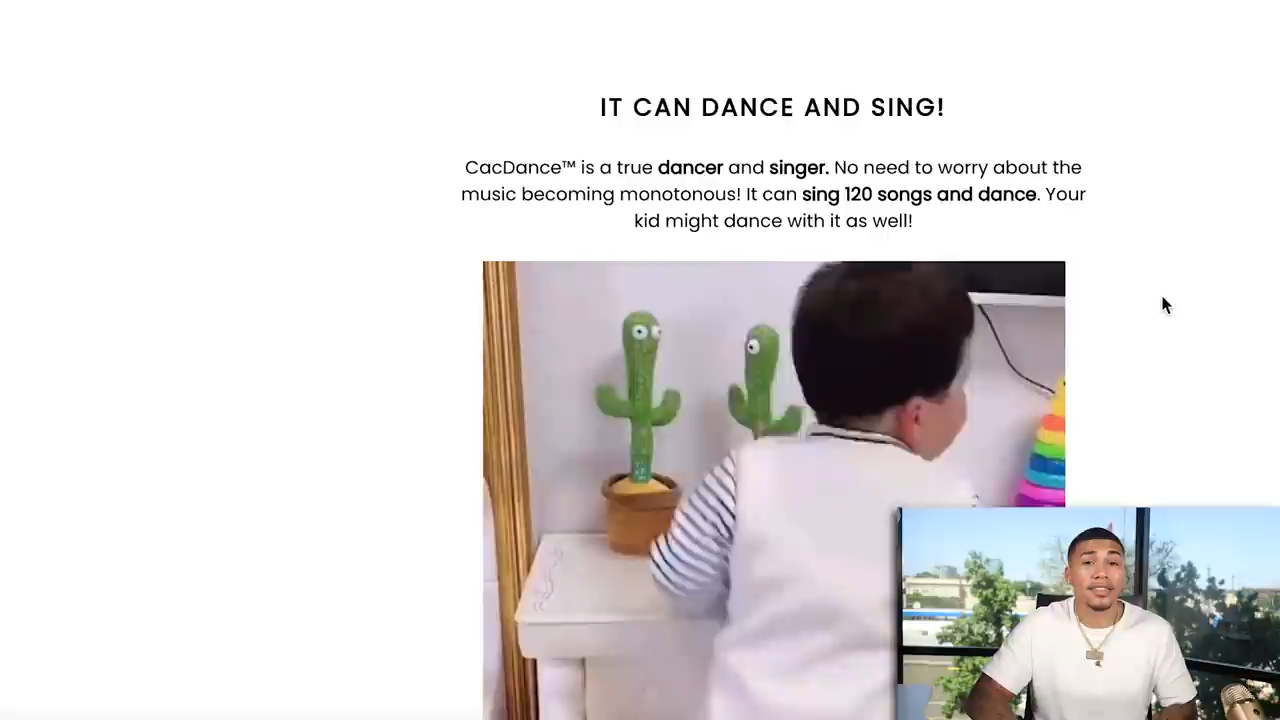 IT CAN DANCE AND SING!
CacDance™ is a true dancer and singer. No need to worry about the
music becoming monotonous! It can sing 120 songs and dance. Your
kid might dance with it as well!